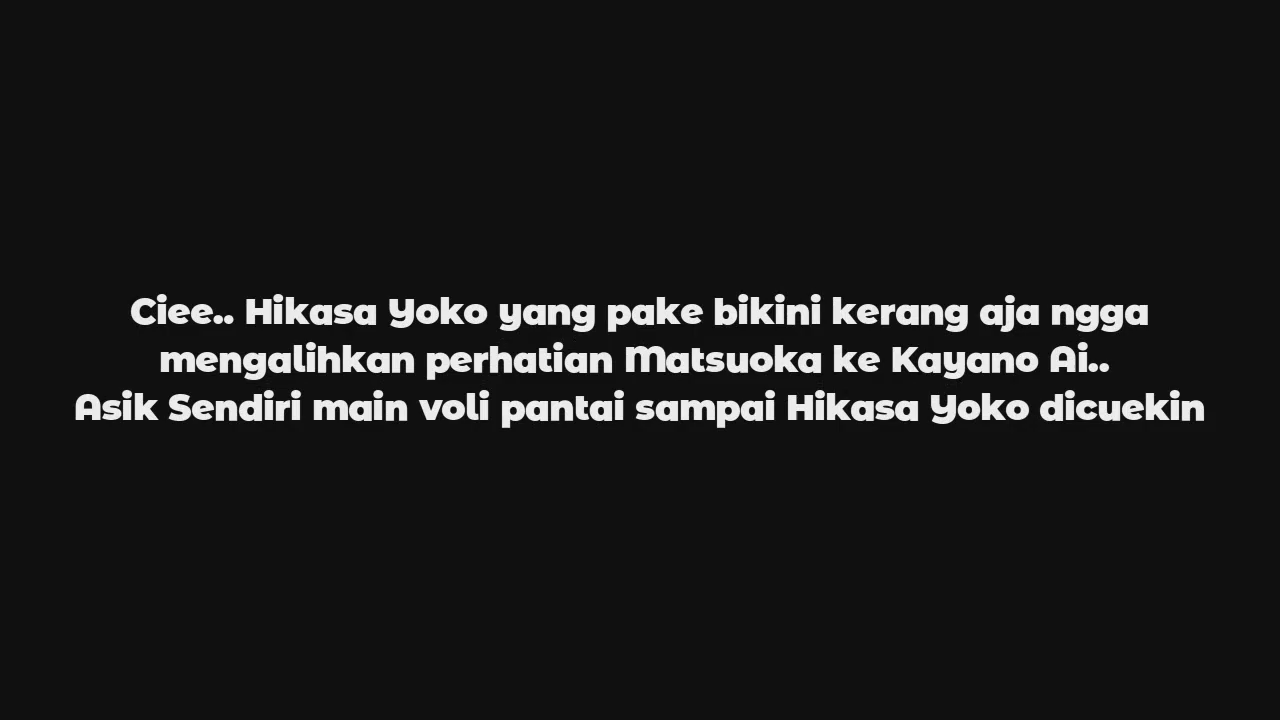 Ciee.. Hikasa Yoko yang pake bikini kerang aja ngga
mengalihkan perhatian Matsuoka ke Kayano Ai..
Asik Sendiri main voli pantai sampai Hikasa Yoko dicuekin